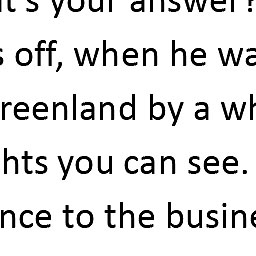 t's your answer?
s off, when he wa
reenland by a wh
hts you can see.
nce to the busine